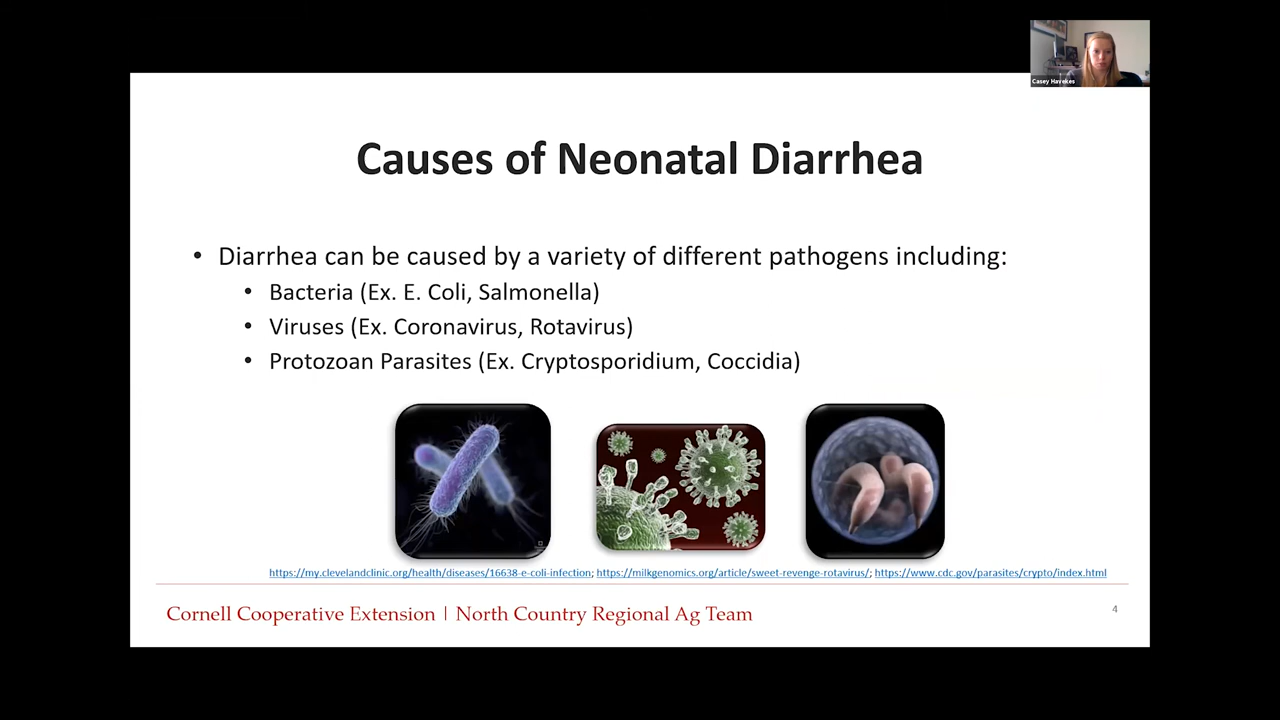 Casey Havekes
Causes of Neonatal Diarrhea
• Diarrhea can be caused by a variety of different pathogens including:
• Bacteria (Ex. E. Coli, Salmonella)
• Viruses (Ex. Coronavirus, Rotavirus)
• Protozoan Parasites (Ex. Cryptosporidium, Coccidia)
https://my.clevelandclinic.org/health/diseases/16638-e-coli-infection; https://milkgenomics.org/article/sweet-revenge-rotavirus/; https://www.cdc.gov/parasites/crypto/index.html
Cornell Cooperative Extension | North Country Regional Ag Team
4